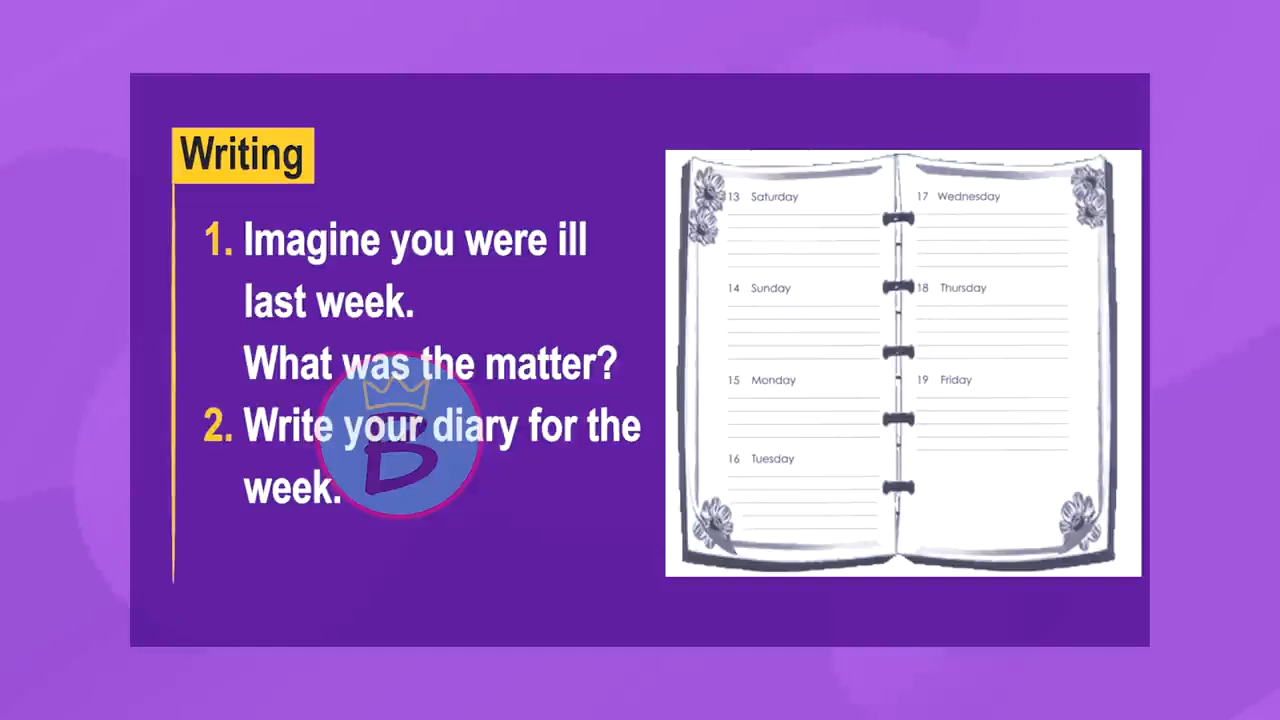 Writing
1. Imagine you were ill
last week.
What was the matter?
2. Write your diary for the
week.
B
13 Saturday
14 Sunday
15 Monday
16 Tuesday
17 Wednesday
18 Thursday
19 Friday